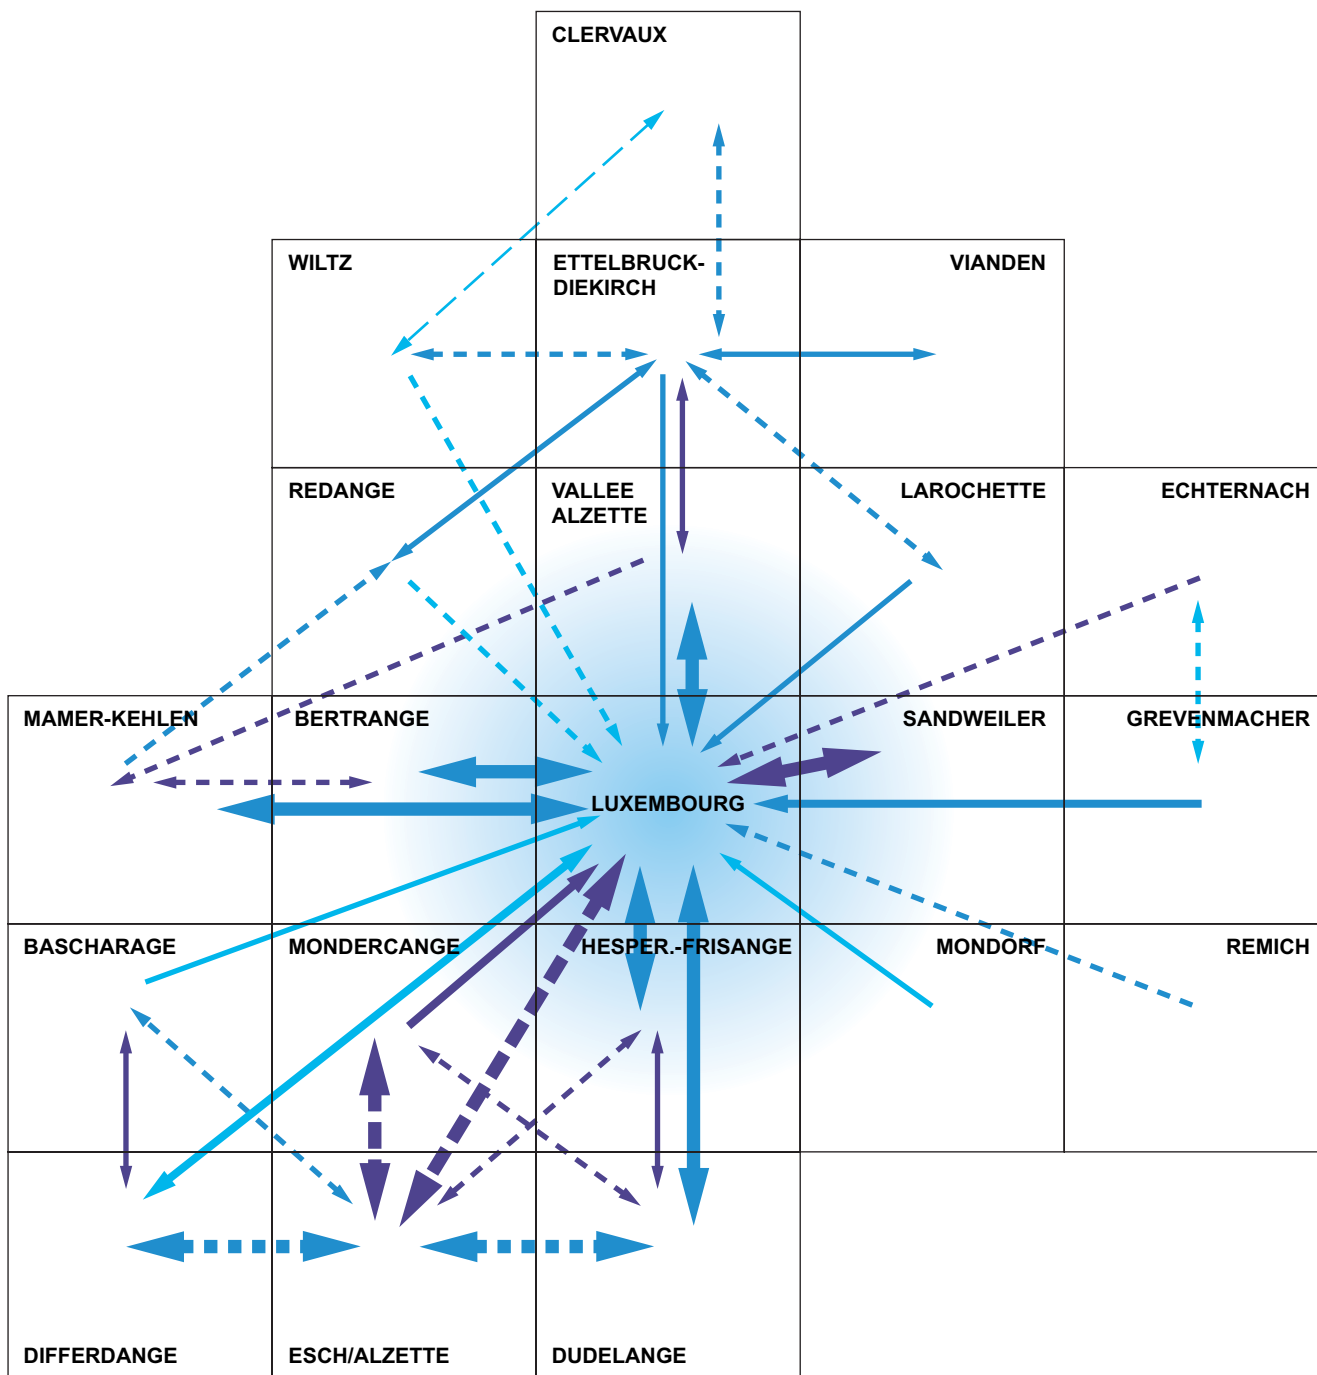 CLERVAUX
WILTZ
ETTELBRUCK-
DIEKIRCH
VIANDEN
REDANGE
VALLEE
ALZETTE
LAROCHETTE
ECHTERNACH
MAMER-KEHLEN
BERTRANGE
SANDWEILER
GREVENMACHER
LUXEMBOURG
BASCHARAGE
MONDERCANGE
HESPER.-FRISANGE
MONDORF
REMICH
DIFFERDANGE
ESCH/ALZETTE
DUDELANGE